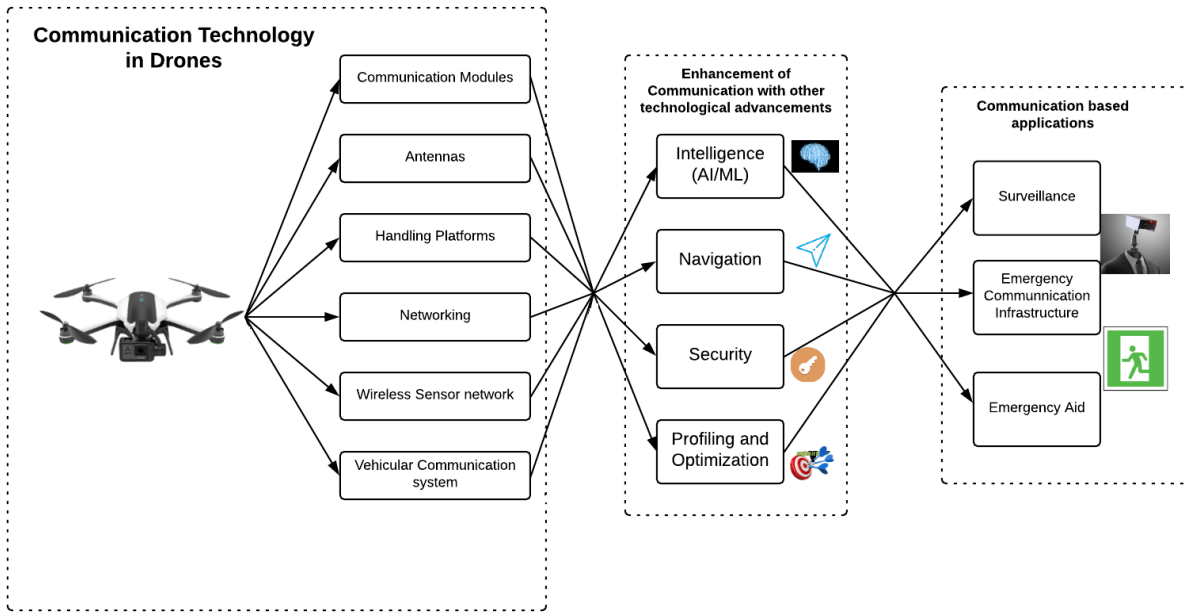 Communication Technology
in Drones
Communication Modules
Antennas
Handling Platforms
Networking
Wireless Sensor network
Vehicular Communication
system
Enhancement of
Communication with other
technological advancements
Intelligence
(AI/ML)
Navigation
Security
Profiling and
Optimization
Communication based
applications
Surveillance
Emergency
Communnication
Infrastructure
Emergency Aid